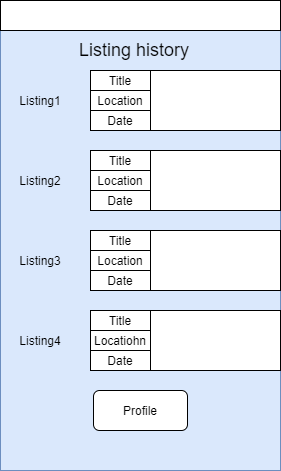 Listing history
Listing1
Title
Location
Date
Listing2
Title
Location
Date
Listing3
Title
Location
Date
Listing4
Title
Locatiohn
Date
Profile